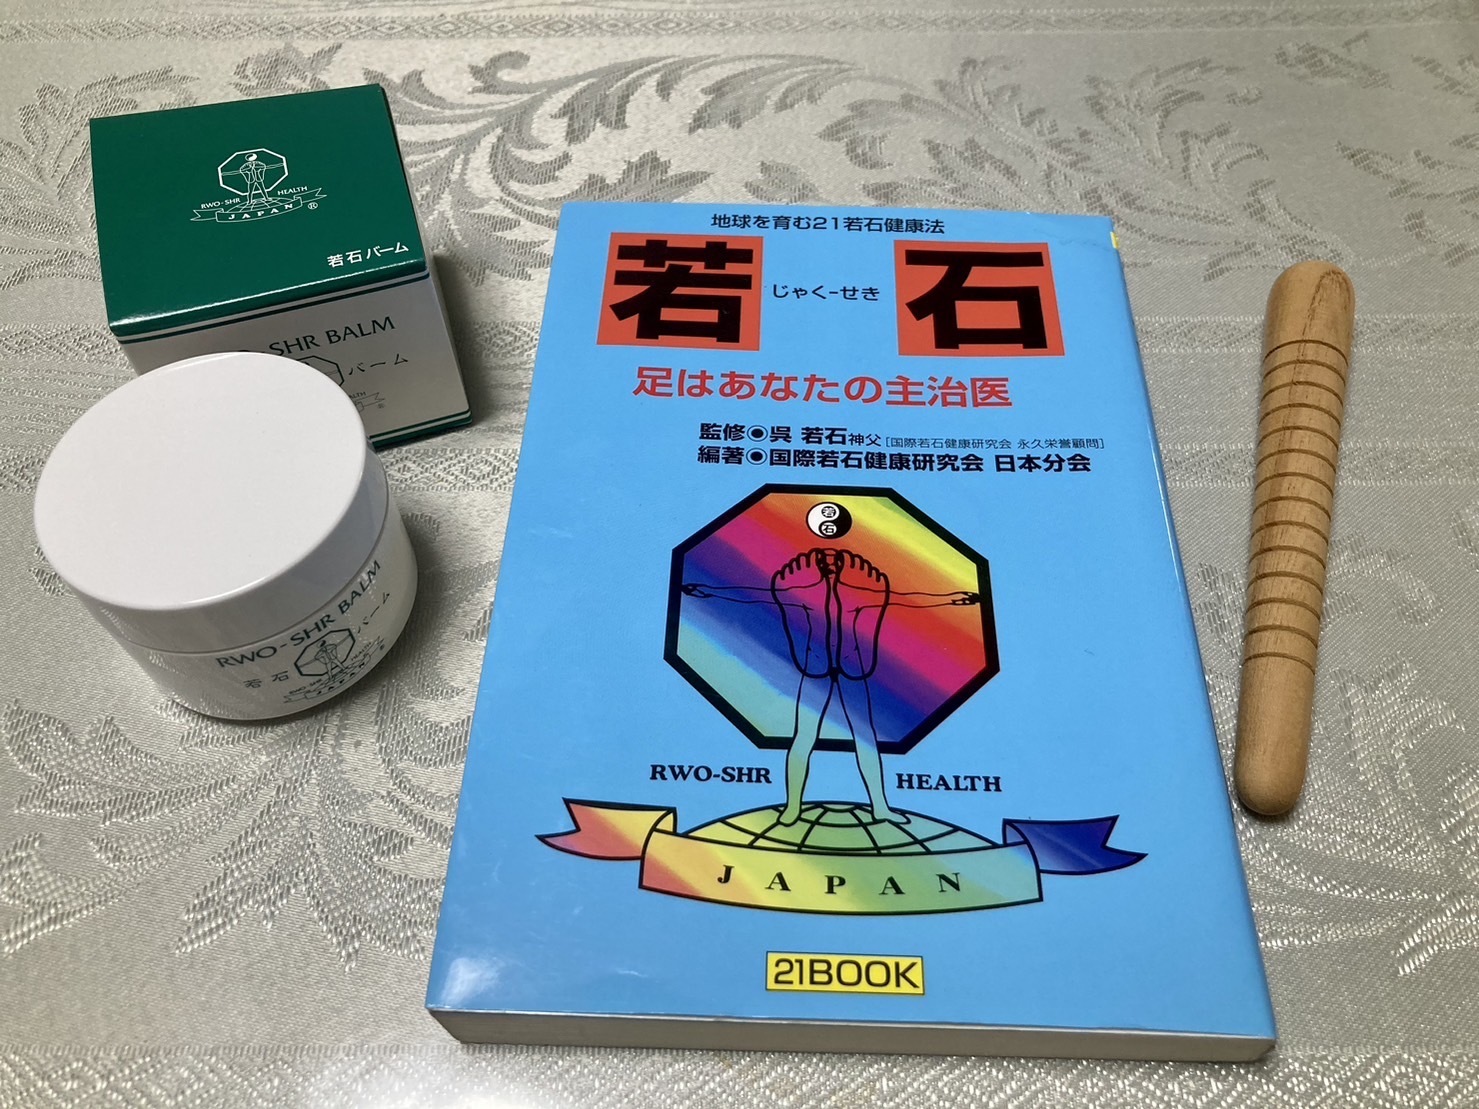 RWO-SHR HEALTH
JAPAN ®
若石バーム
SHR BALM
バーム
®
RWO-SHR BALM
若石 バーム
JAPAN
地球を育む21若石健康法
若石
じゃく-せき
足はあなたの主治医
監修◉呉 若石神父[国際若石健康研究会 永久栄誉顧問]
編著◉国際若石健康研究会 日本分会
若
石
RWO-SHR HEALTH
JAPAN
21BOOK